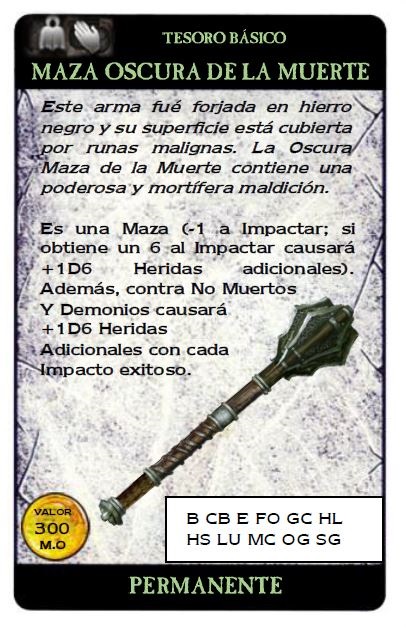 TESORO BÁSICO
MAZA OSCURA DE LA MUERTE
Este arma fué forjada en hierro
negro y su superficie está cubierta
por runas malignas. La Oscura
Maza de la Muerte contiene una
poderosa y mortífera maldición.
Es una Maza (-1 a Impactar; si
obtiene un 6 al Impactar causará
+1D6 Heridas adicionales).
Además, contra No Muertos
Y Demonios causará
+1D6 Heridas
Adicionales con cada
Impacto exitoso.
VALOR
300
M.O
B CB E FO GC HL
HS LU MC OG SG
PERMANENTE